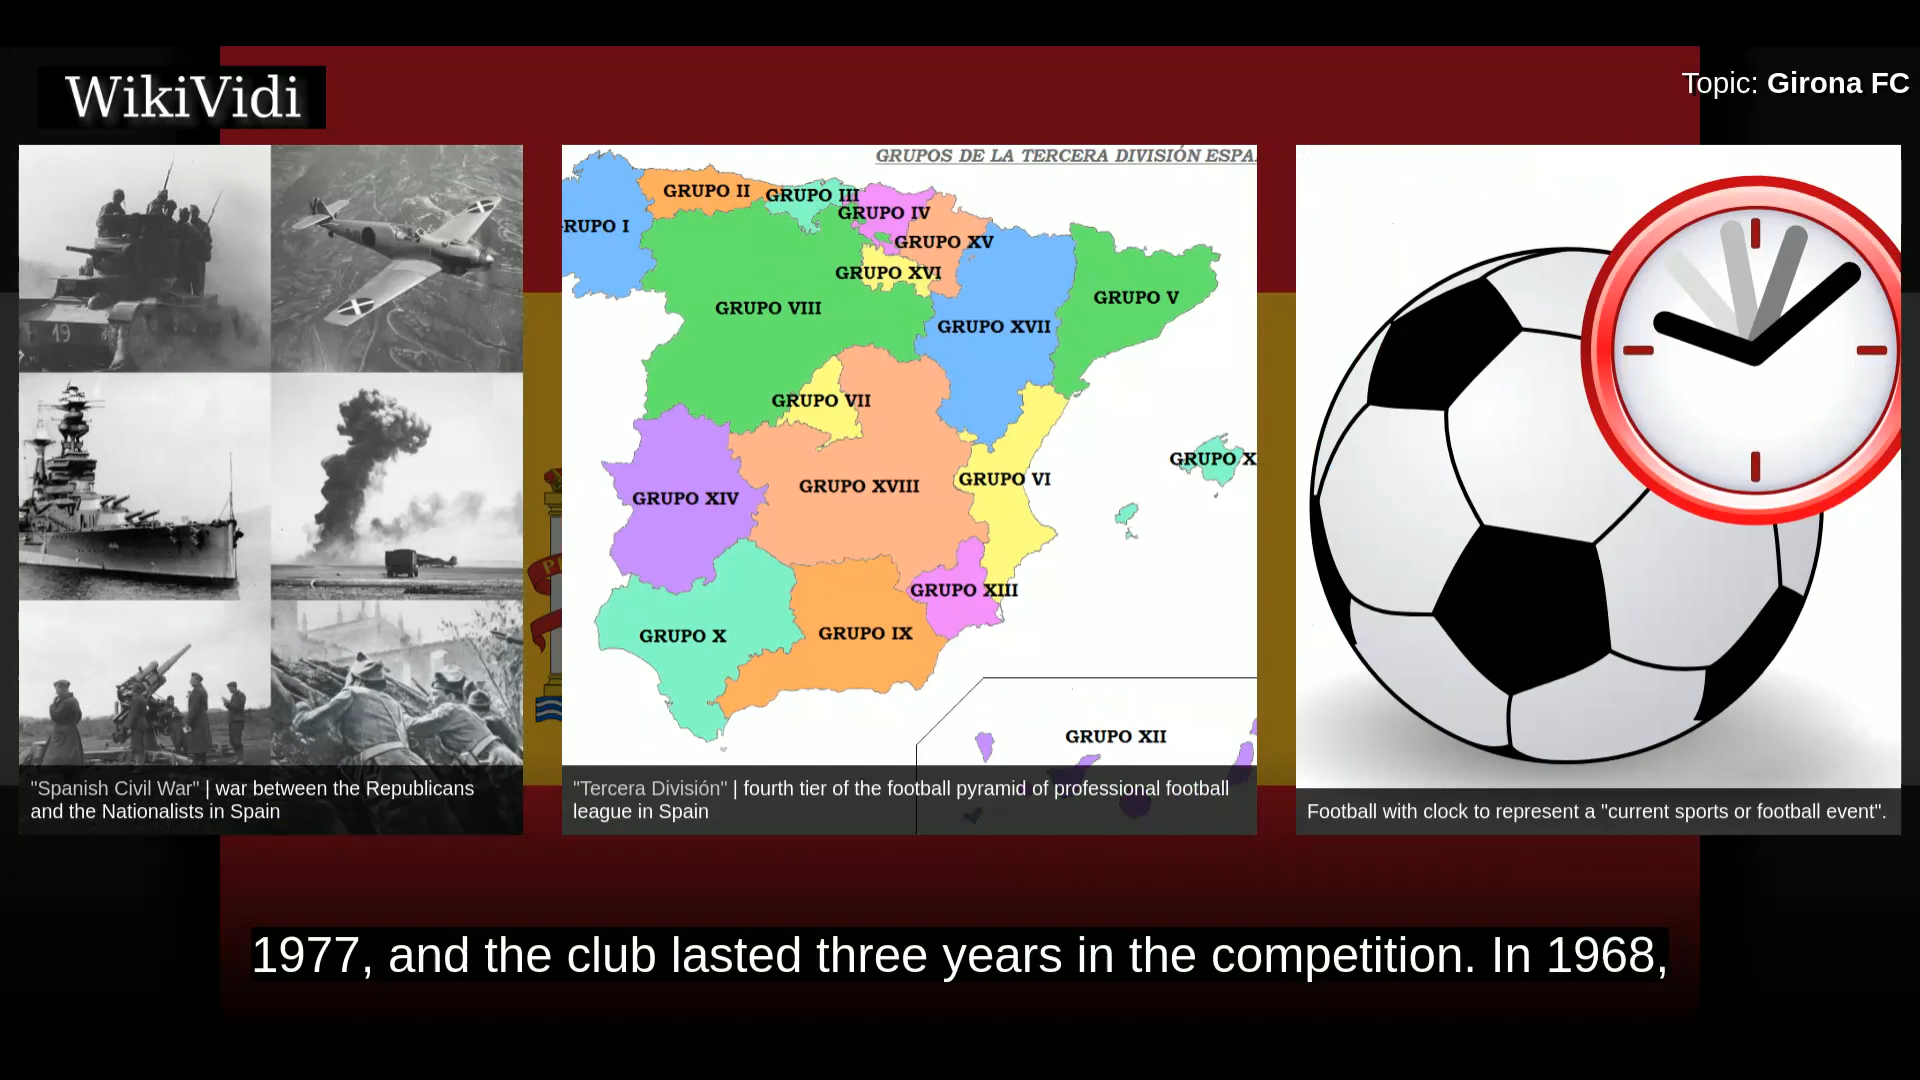 WikiVidi
Topic: Girona FC
GRUPOS DE LA TERCERA DIVISIÓN ESPA
RUPO I
GRUPO II
GRUPO III
GRUPO IV
GRUPO XV
GRUPO XVI
GRUPO V
GRUPO VIII
GRUPO XVII
GRUPO VII
GRUPO X
GRUPO XIV
GRUPO XVIII
GRUPO VI
GRUPO XIII
GRUPO X
GRUPO IX
GRUPO XII
19
"Spanish Civil War" | war between the Republicans
and the Nationalists in Spain
"Tercera División" | fourth tier of the football pyramid of professional football
league in Spain
Football with clock to represent a "current sports or football event".
1977, and the club lasted three years in the competition. In 1968,